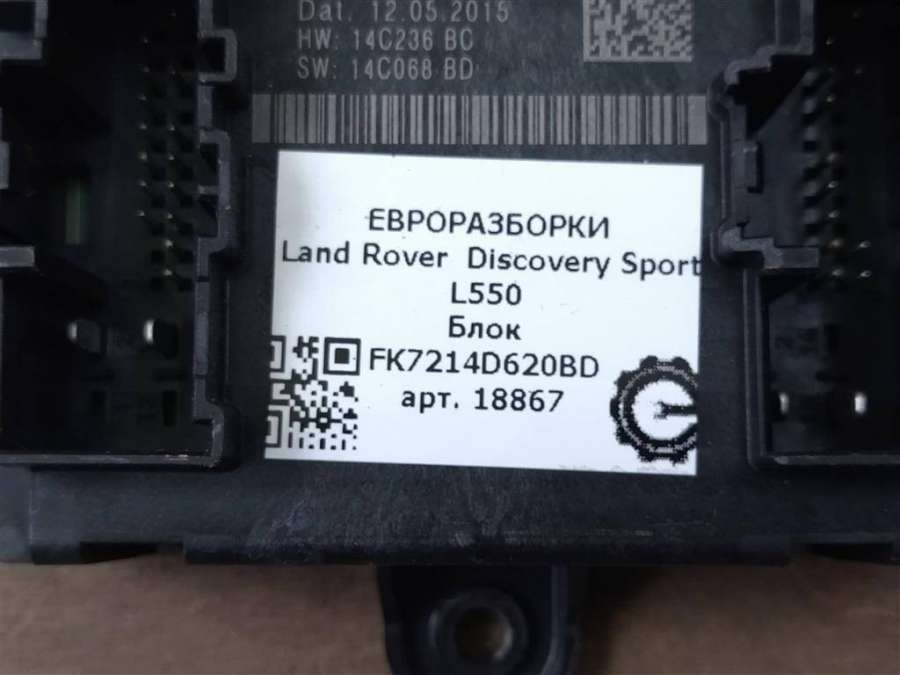 Dat. 12.05.2015
HW: 14C236 BC
SW: 14C068 BD
ЕВРОРАЗБОРКИ
Land Rover Discovery Sport
L550
Блок
FK7214D620BD
арт. 18867